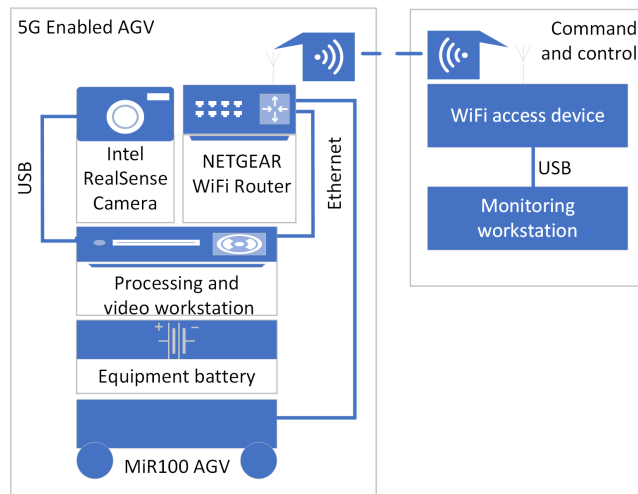 5G Enabled AGV
Intel
RealSense
Camera
NETGEAR
WiFi Router
USB
Ethernet
Processing and
video workstation
+ −
Equipment battery
MiR100 AGV
Command
and control
WiFi access device
USB
Monitoring
workstation